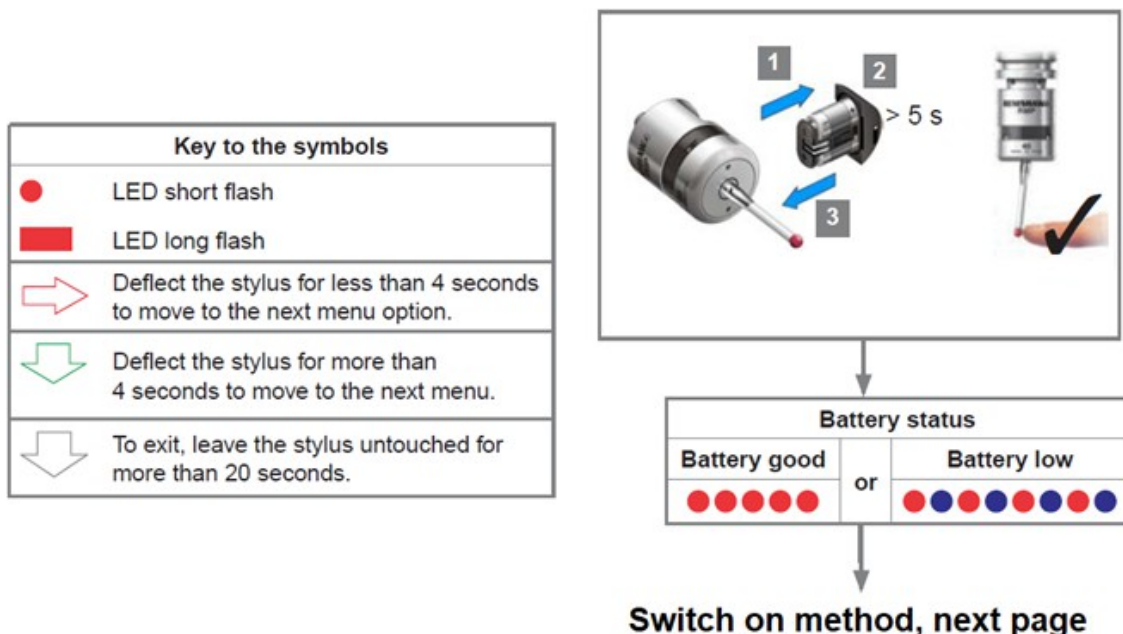 Key to the symbols
LED short flash
LED long flash
Deflect the stylus for less than 4 seconds
to move to the next menu option.
Deflect the stylus for more than
4 seconds to move to the next menu.
To exit, leave the stylus untouched for
more than 20 seconds.
1
2
> 5 s
3
Battery status
Battery good
or
Battery low
Switch on method, next page